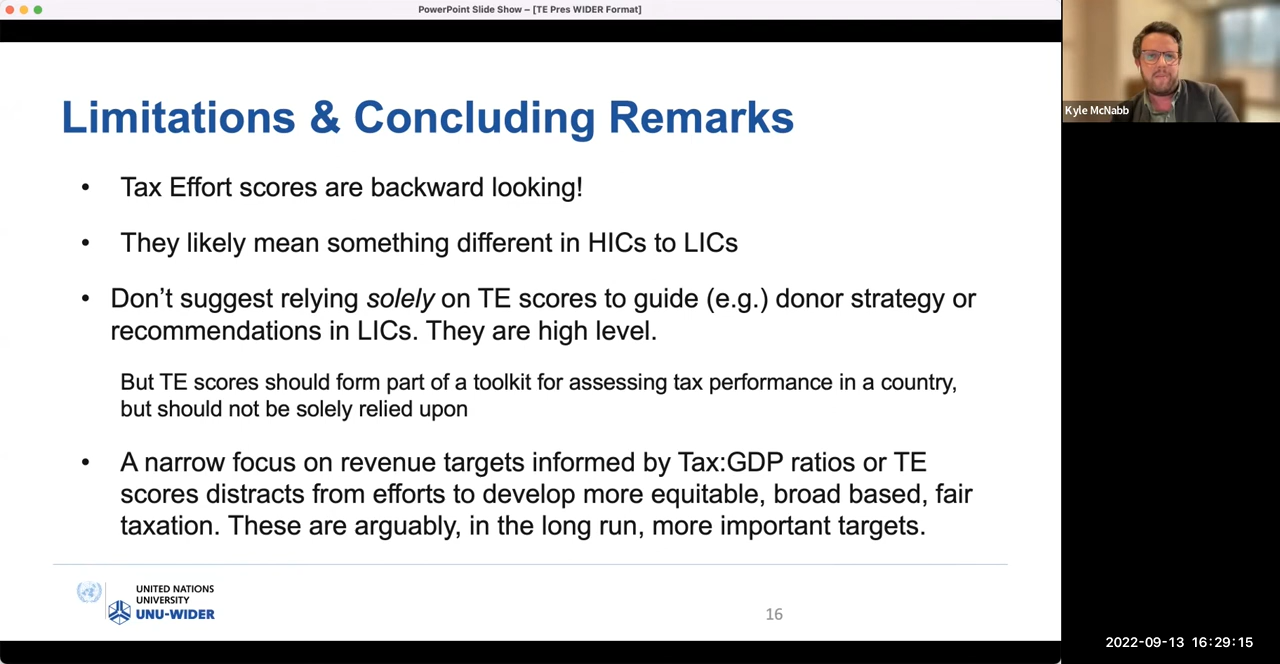 PowerPoint Slide Show – [TE Pres WIDER Format]
Limitations & Concluding Remarks
• Tax Effort scores are backward looking!
• They likely mean something different in HICs to LICs
• Don’t suggest relying solely on TE scores to guide (e.g.) donor strategy or
recommendations in LICs. They are high level.
But TE scores should form part of a toolkit for assessing tax performance in a country,
but should not be solely relied upon
• A narrow focus on revenue targets informed by Tax:GDP ratios or TE
scores distracts from efforts to develop more equitable, broad based, fair
taxation. These are arguably, in the long run, more important targets.
UNITED NATIONS
UNIVERSITY
UNU-WIDER
16
Kyle McNabb
2022-09-13 16:29:15